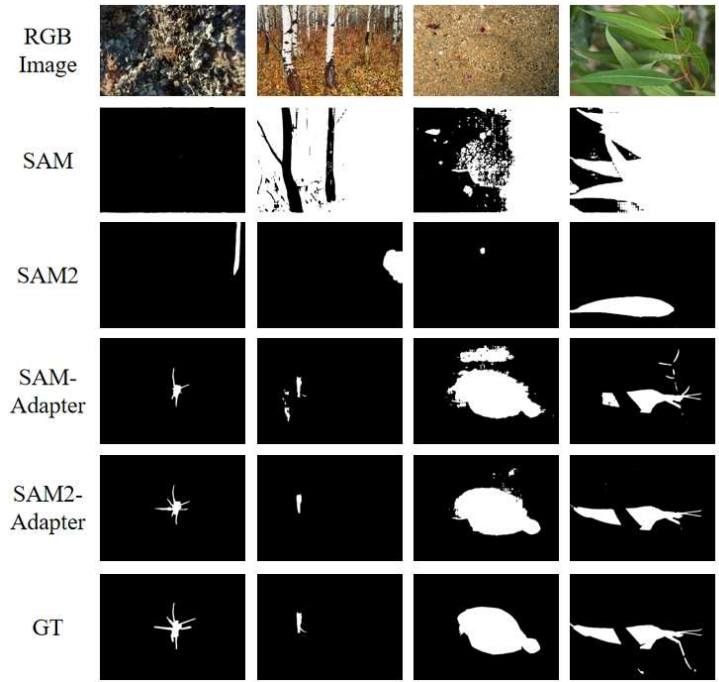 RGB
Image
SAM
SAM2
SAM-
Adapter
SAM2-
Adapter
GT